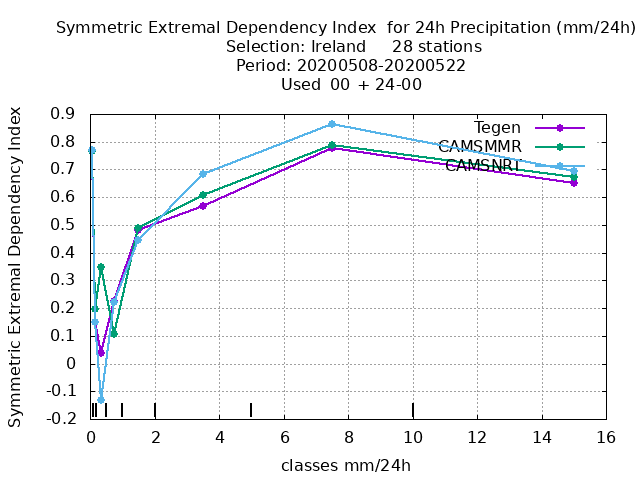 Symmetric Extremal Dependency Index for 24h Precipitation (mm/24h)
Selection: Ireland 28 stations
Period: 20200508-20200522
Used 00 + 24-00
Symmetric Extremal Dependency Index
0.9
0.8
0.7
0.6
0.5
0.4
0.3
0.2
0.1
0
-0.1
-0.2
Tegen
CAMSMMR
CAMSNRT
0 2 4 6 8 10 12 14 16
classes mm/24h